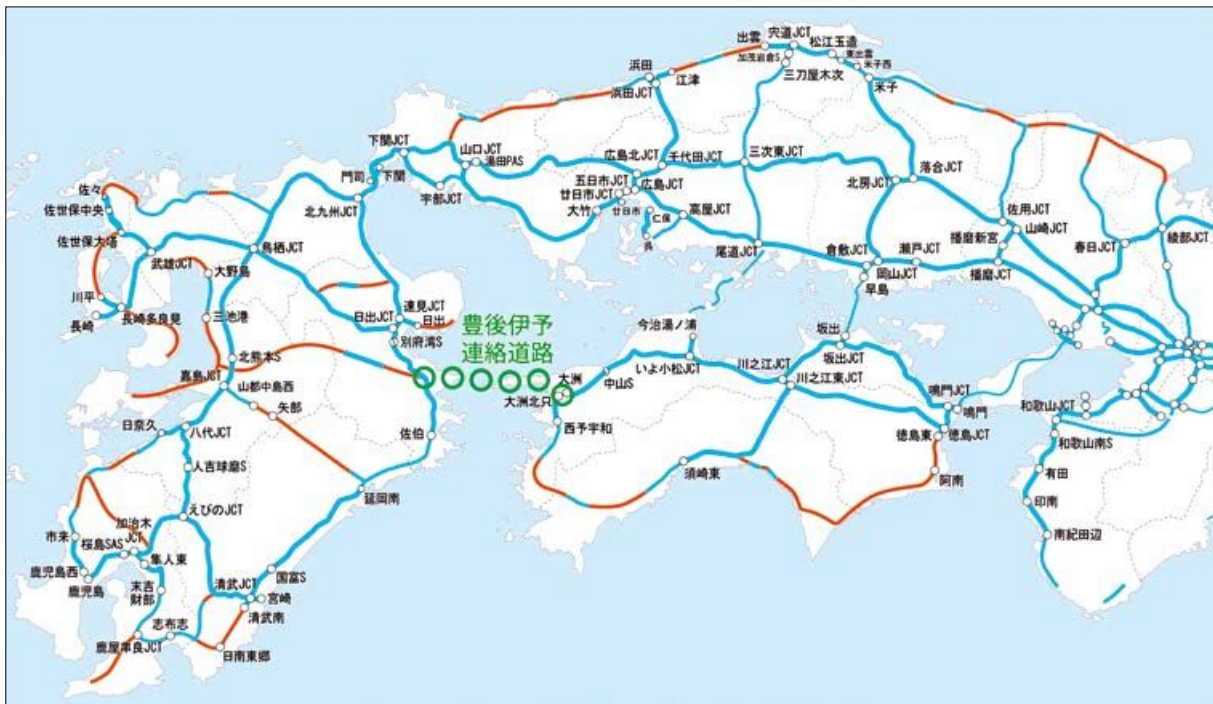 出雲
宍道JCT
松江玉造
東出雲
米子西
加茂岩倉S
三刀屋木次
米子
浜田
江津
浜田JCT
下関JCT
山口JCT
湯田PAS
広島北JCT
千代田JCT
三次東JCT
落合JCT
北房JCT
門司
下関
宇部JCT
五日市JCT
広島JCT
廿日市JCT
廿日市
大竹
仁保
呉
高屋JCT
佐用JCT
山崎JCT
播磨新宮
春日JCT
綾部JCT
佐々
佐世保中央
佐世保大塔
北九州JCT
尾道JCT
倉敷JCT
瀬戸JCT
岡山JCT
播磨JCT
早島
鳥栖JCT
武雄JCT
大野島
川平
長崎
長崎多良見
三池港
速見JCT
日出JCT
日出
別府湾S
豊後伊予
連絡道路
今治湯ノ浦
坂出
坂出JCT
大洲
中山S
いよ小松JCT
川之江JCT
川之江東JCT
大洲北只
鳴門JCT
鳴門
和歌山JCT
北熊本S
嘉島JCT
山都中島西
矢部
西予宇和
徳島東
徳島JCT
和歌山南S
日奈久
八代JCT
佐伯
人吉球磨S
須崎東
阿南
有田
延岡南
印南
えびのJCT
加治木
JCT
市来
桜島SAS
隼人東
南紀田辺
鹿児島西
鹿児島
末吉
財部
清武JCT
国富S
宮崎
清武南
志布志
鹿屋串良JCT
日南東郷